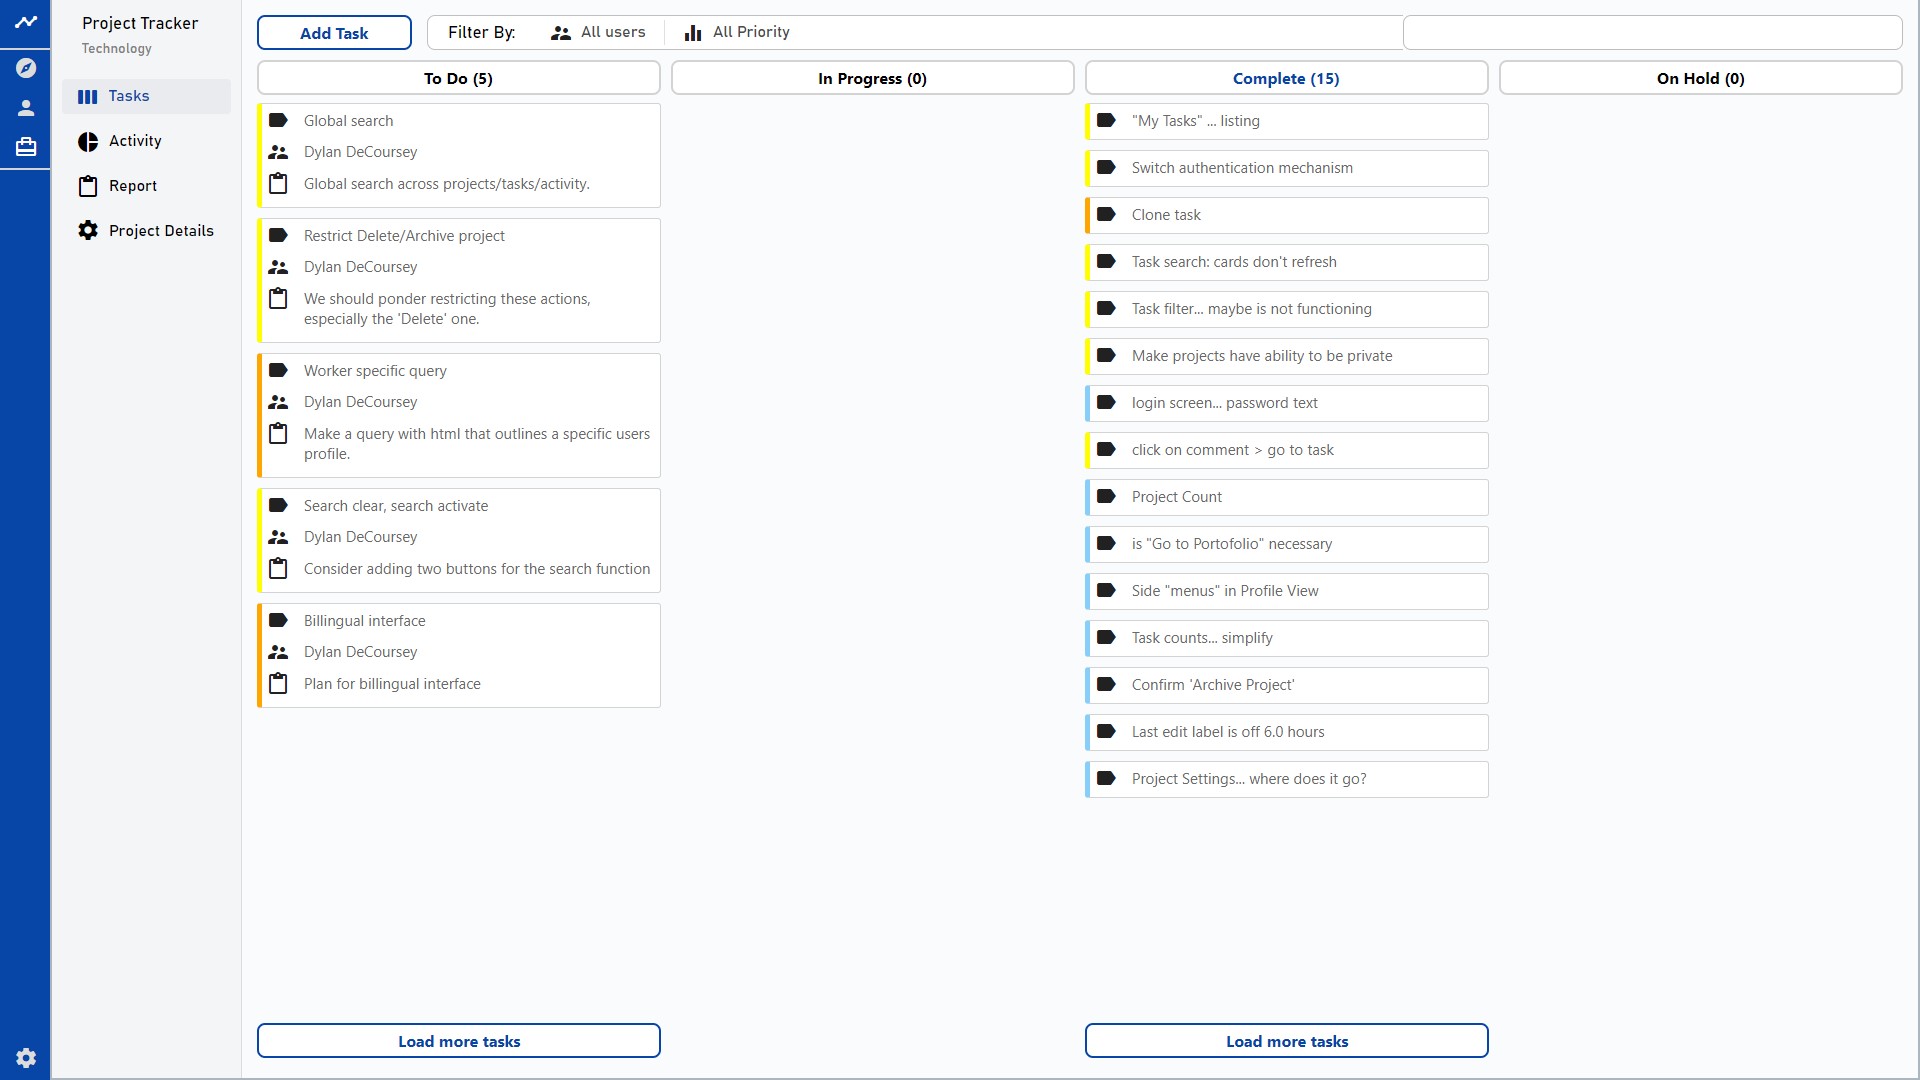 Project Tracker
Technology
Tasks
Activity
Report
Project Details
Add Task
Filter By:
All users
All Priority
To Do (5)
Global search
Dylan DeCoursey
Global search across projects/tasks/activity.
Restrict Delete/Archive project
Dylan DeCoursey
We should ponder restricting these actions,
especially the 'Delete' one.
Worker specific query
Dylan DeCoursey
Make a query with html that outlines a specific users
profile.
Search clear, search activate
Dylan DeCoursey
Consider adding two buttons for the search function
Billingual interface
Dylan DeCoursey
Plan for billingual interface
Load more tasks
In Progress (0)
Complete (15)
"My Tasks" ... listing
Switch authentication mechanism
Clone task
Task search: cards don't refresh
Task filter... maybe is not functioning
Make projects have ability to be private
login screen... password text
click on comment > go to task
Project Count
is "Go to Portofolio" necessary
Side "menus" in Profile View
Task counts... simplify
Confirm 'Archive Project'
Last edit label is off 6.0 hours
Project Settings... where does it go?
Load more tasks
On Hold (0)